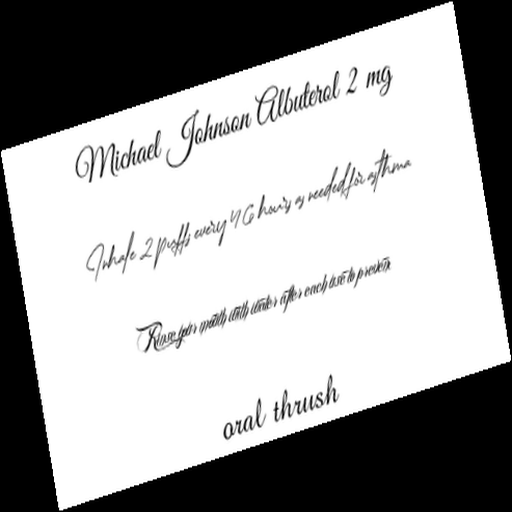 Michael Johnson Albuterol 2 mg
Inhale 2 puffs every 4 6 hours as needed for asthma
Rinse your mouth with water after each use to prevent
oral thrush